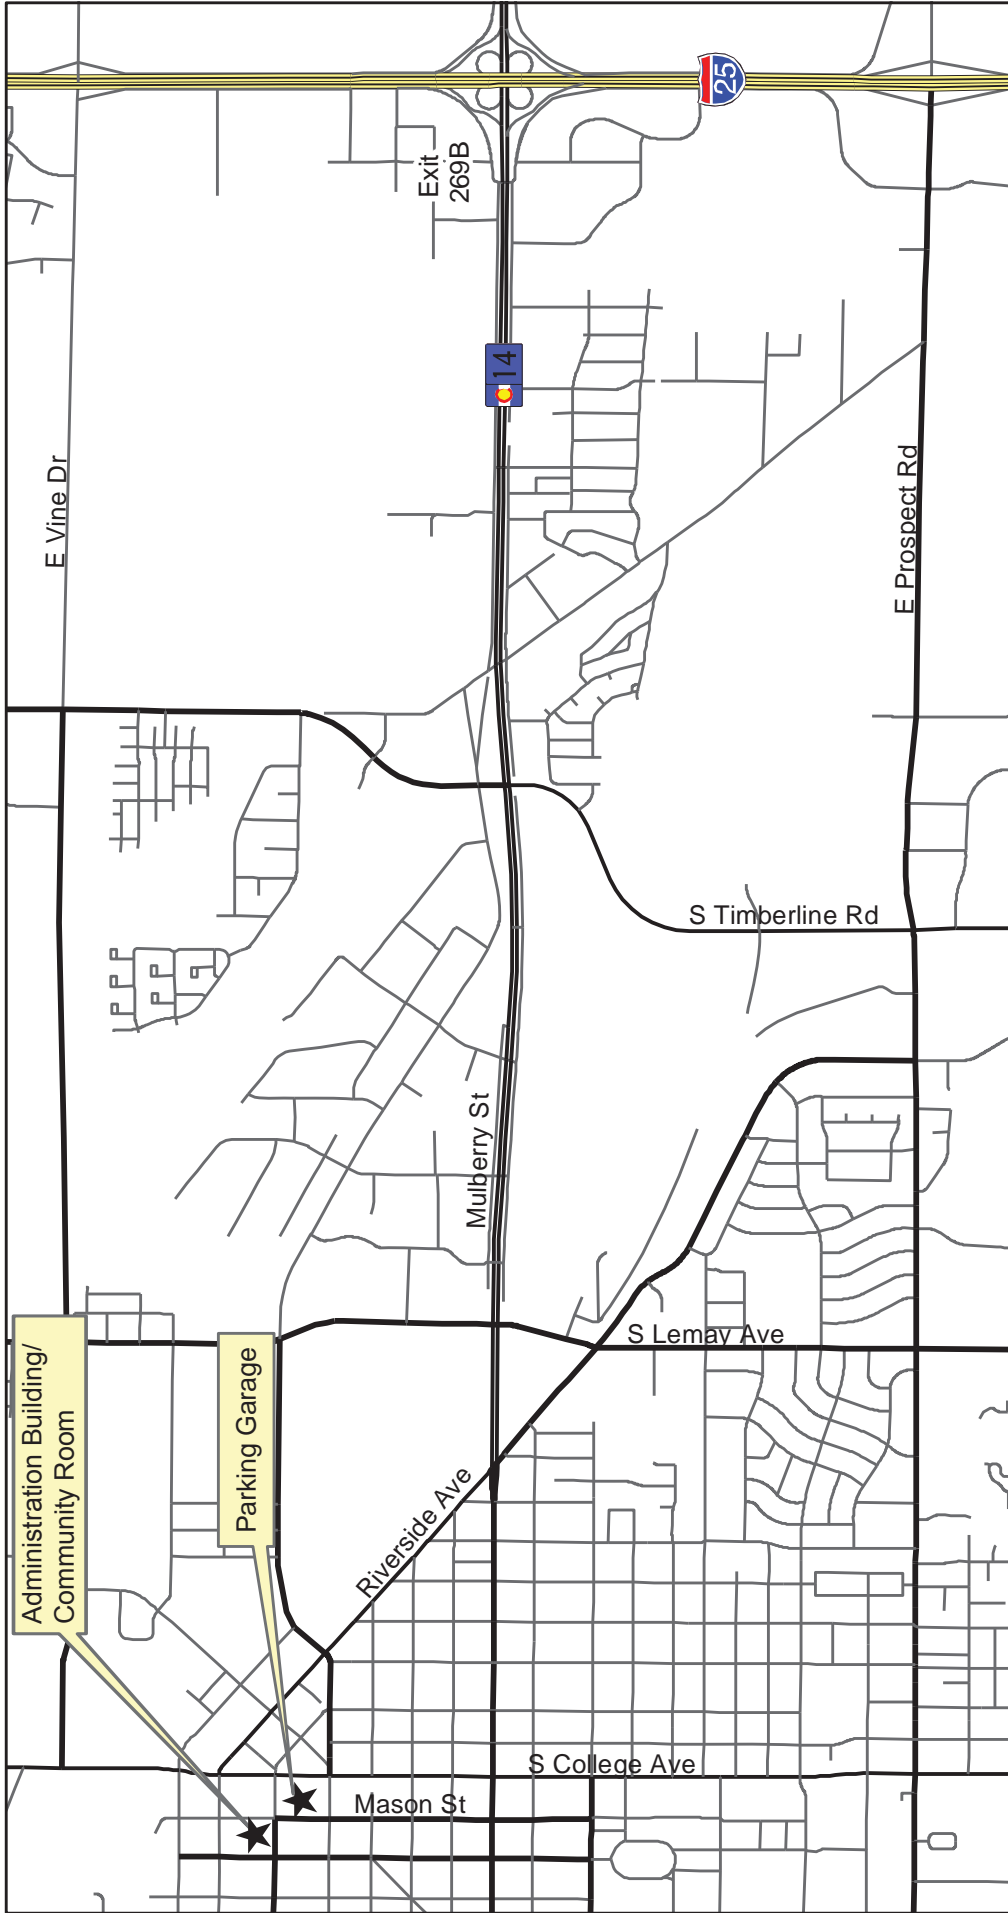 E Vine Dr
Exit
269B
25
14
E Prospect Rd
S Timberline Rd
Mulberry St
S Lemay Ave
Riverside Ave
Administration Building/
Community Room
Parking Garage
S College Ave
Mason St